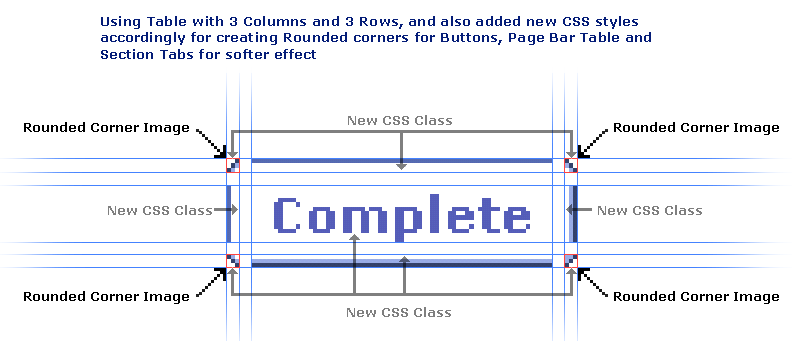 Using Table with 3 Columns and 3 Rows, and also added new CSS styles
accordingly for creating Rounded corners for Buttons, Page Bar Table and
Section Tabs for softer effect
New CSS Class
Rounded Corner Image
Rounded Corner Image
New CSS Class
Complete
New CSS Class
Rounded Corner Image
Rounded Corner Image
New CSS Class